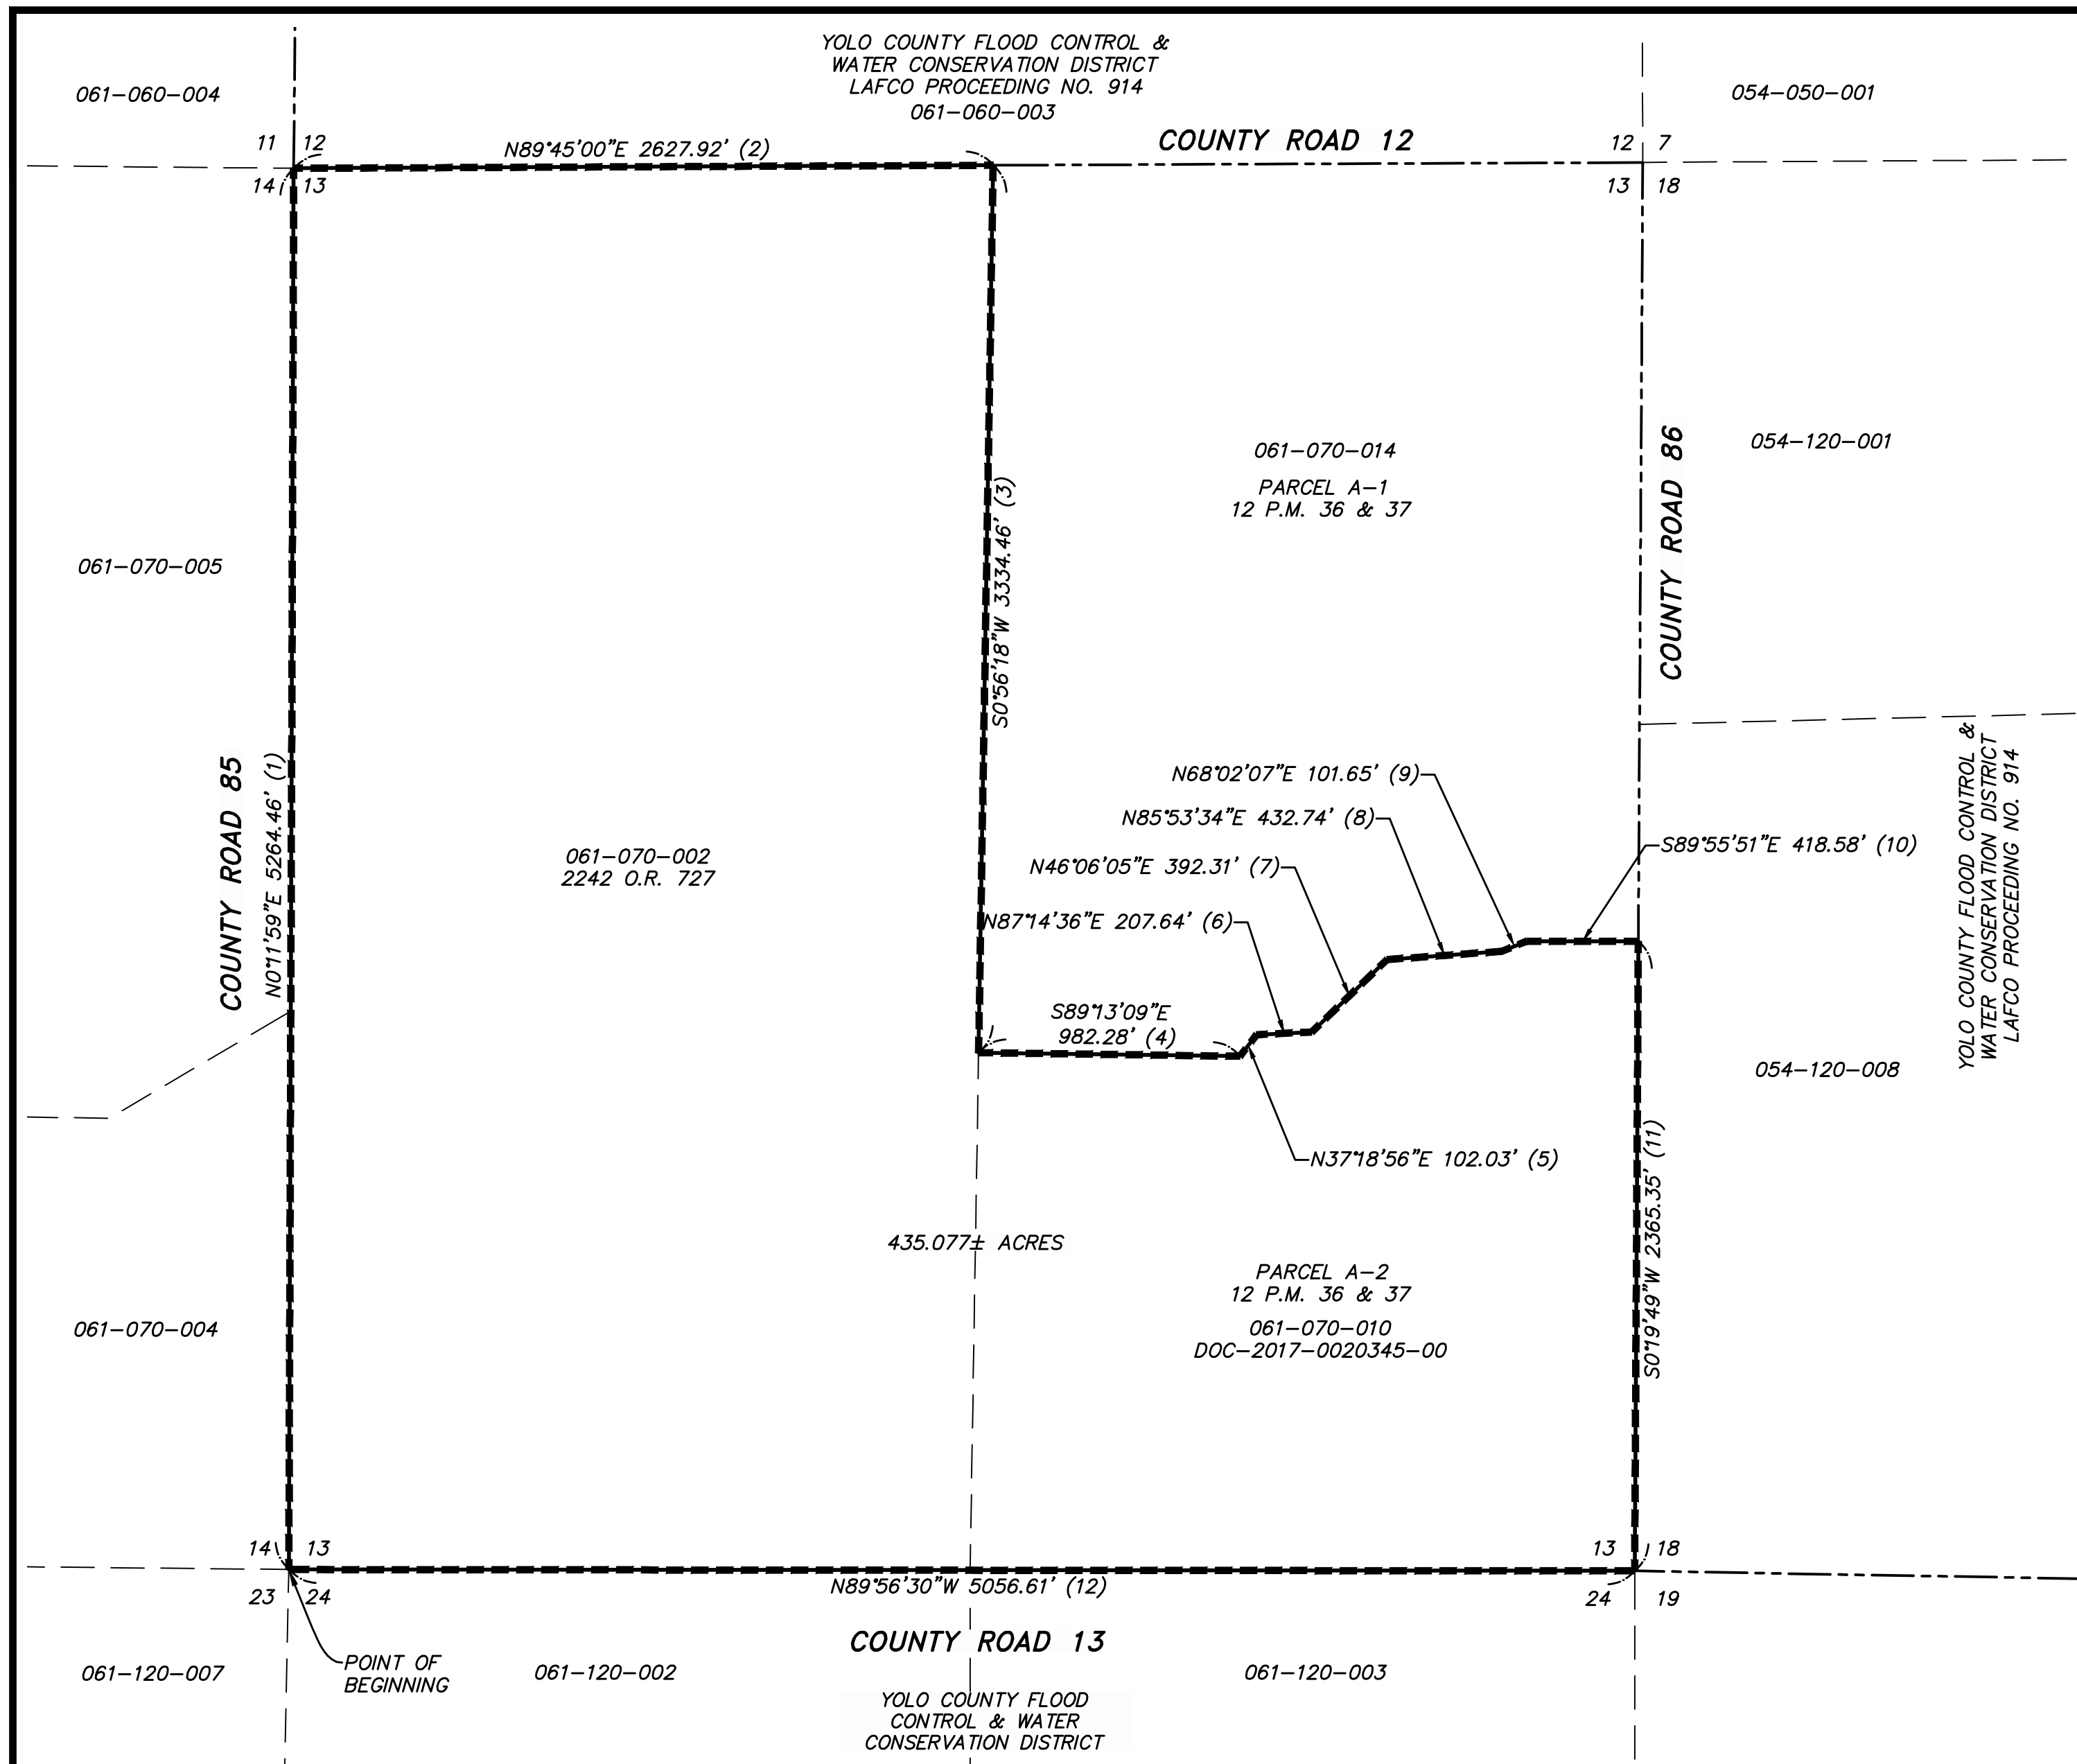 YOLO COUNTY FLOOD CONTROL &
WATER CONSERVATION DISTRICT
LAFCO PROCEEDING NO. 914
061-060-003
061-060-004
054-050-001
11 12
14 13
N89°45'00"E 2627.92' (2)
COUNTY ROAD 12
12 7
13 18
061-070-005
COUNTY ROAD 85
N0°11'59"E 5264.46' (1)
061-070-002
2242 O.R. 727
S0°56'18"W 3334.46' (3)
061-070-014
PARCEL A-1
12 P.M. 36 & 37
COUNTY ROAD 86
054-120-001
N68°02'07"E 101.65' (9)
N85°53'34"E 432.74' (8)
N46°06'05"E 392.31' (7)
N87°14'36"E 207.64' (6)
S89°55'51"E 418.58' (10)
S89°13'09"E
982.28' (4)
N37°18'56"E 102.03' (5)
YOLO COUNTY FLOOD CONTROL &
WATER CONSERVATION DISTRICT
LAFCO PROCEEDING NO. 914
054-120-008
S0°19'49"W 2365.35' (11)
435.077± ACRES
PARCEL A-2
12 P.M. 36 & 37
061-070-010
DOC-2017-0020345-00
061-070-004
14 13
23 24
13 18
24 19
N89°56'30"W 5056.61' (12)
COUNTY ROAD 13
POINT OF
BEGINNING
061-120-007
061-120-002
061-120-003
YOLO COUNTY FLOOD
CONTROL & WATER
CONSERVATION DISTRICT